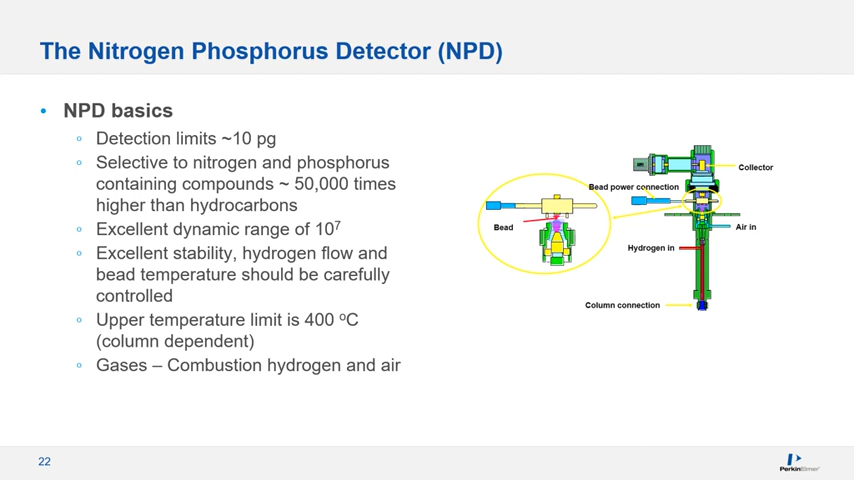 The Nitrogen Phosphorus Detector (NPD)
• NPD basics
o Detection limits ~10 pg
o Selective to nitrogen and phosphorus
containing compounds ~ 50,000 times
higher than hydrocarbons
o Excellent dynamic range of 10⁷
o Excellent stability, hydrogen flow and
bead temperature should be carefully
controlled
o Upper temperature limit is 400 ᵒC
(column dependent)
o Gases – Combustion hydrogen and air
Collector
Bead power connection
Bead
Air in
Hydrogen in
Column connection
22
PerkinElmer